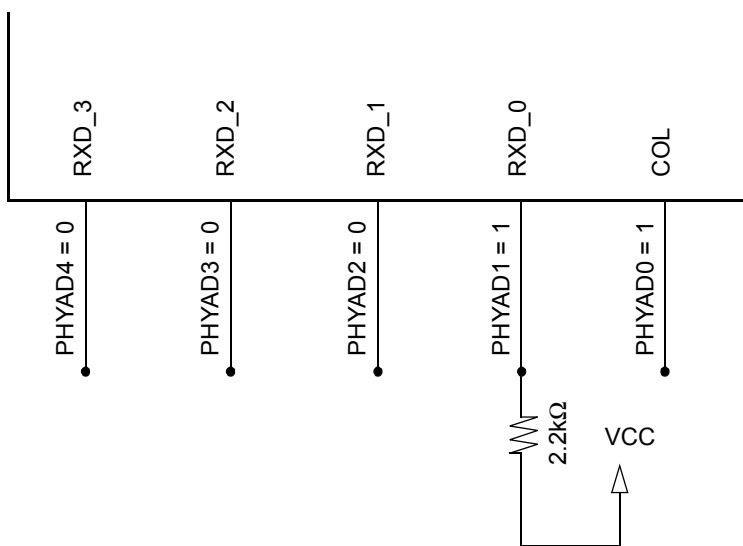 RXD_3
RXD_2
RXD_1
RXD_0
COL
PHYAD4 = 0
PHYAD3 = 0
PHYAD2 = 0
PHYAD1 = 1
PHYAD0 = 1
2.2kΩ
VCC